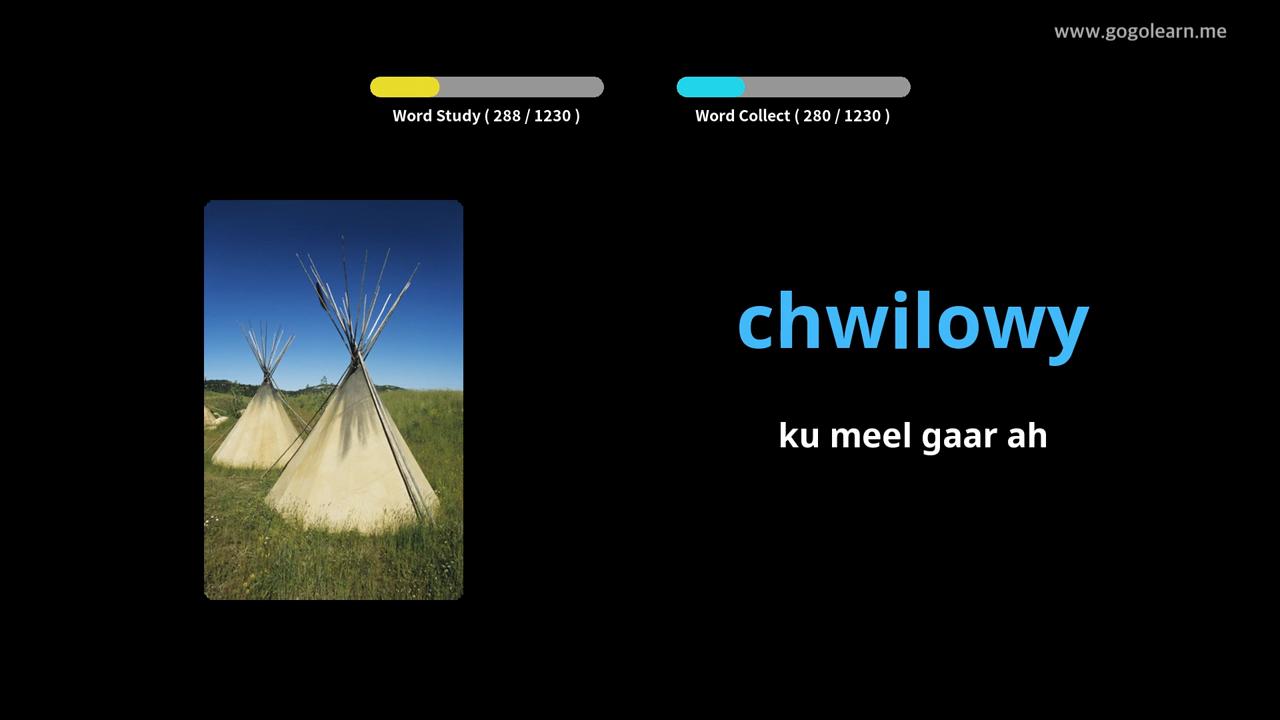 www.gogolearn.me
Word Study ( 288 / 1230 )
Word Collect ( 280 / 1230 )
chwilowy
ku meel gaar ah